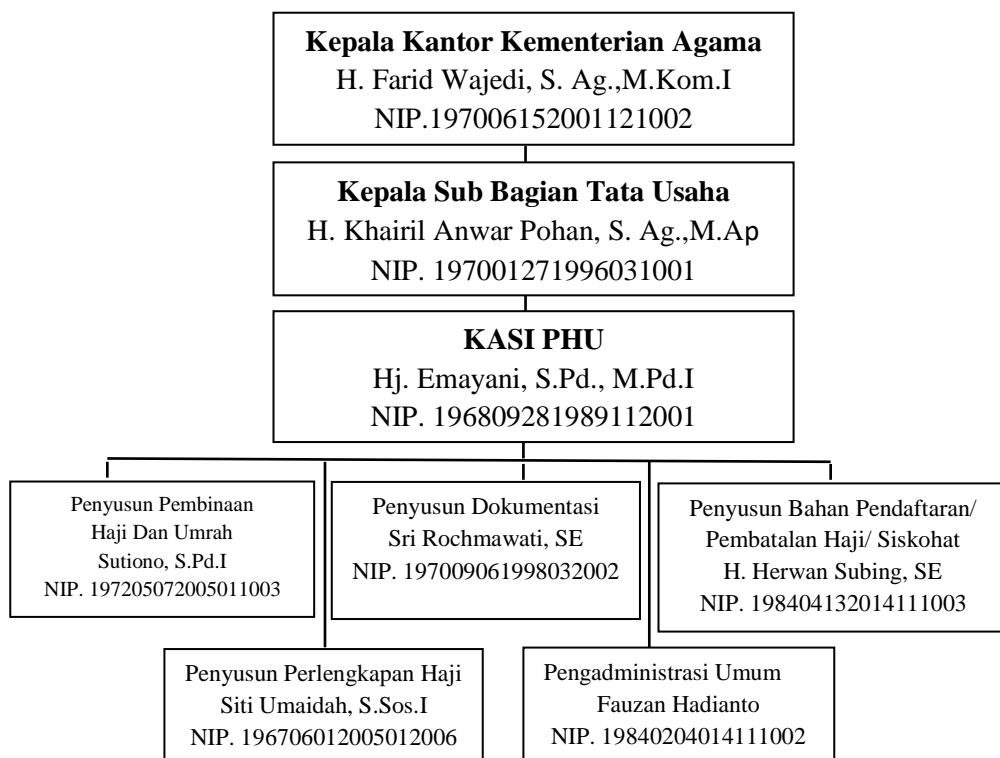 Kepala Kantor Kementerian Agama
H. Farid Wajedi, S. Ag.,M.Kom.I
NIP.197006152001121002
Kepala Sub Bagian Tata Usaha
H. Khairil Anwar Pohan, S. Ag.,M.Ap
NIP. 197001271996031001
KASI PHU
Hj. Emayani, S.Pd., M.Pd.I
NIP. 196809281989112001
Penyusun Pembinaan
Haji Dan Umrah
Sutiono, S.Pd.I
NIP. 197205072005011003
Penyusun Dokumentasi
Sri Rochmawati, SE
NIP. 197009061998032002
Penyusun Bahan Pendaftaran/
Pembatalan Haji/ Siskohat
H. Herwan Subing, SE
NIP. 198404132014111003
Penyusun Perlengkapan Haji
Siti Umaidah, S.Sos.I
NIP. 196706012005012006
Pengadministrasi Umum
Fauzan Hadianto
NIP. 19840204014111002